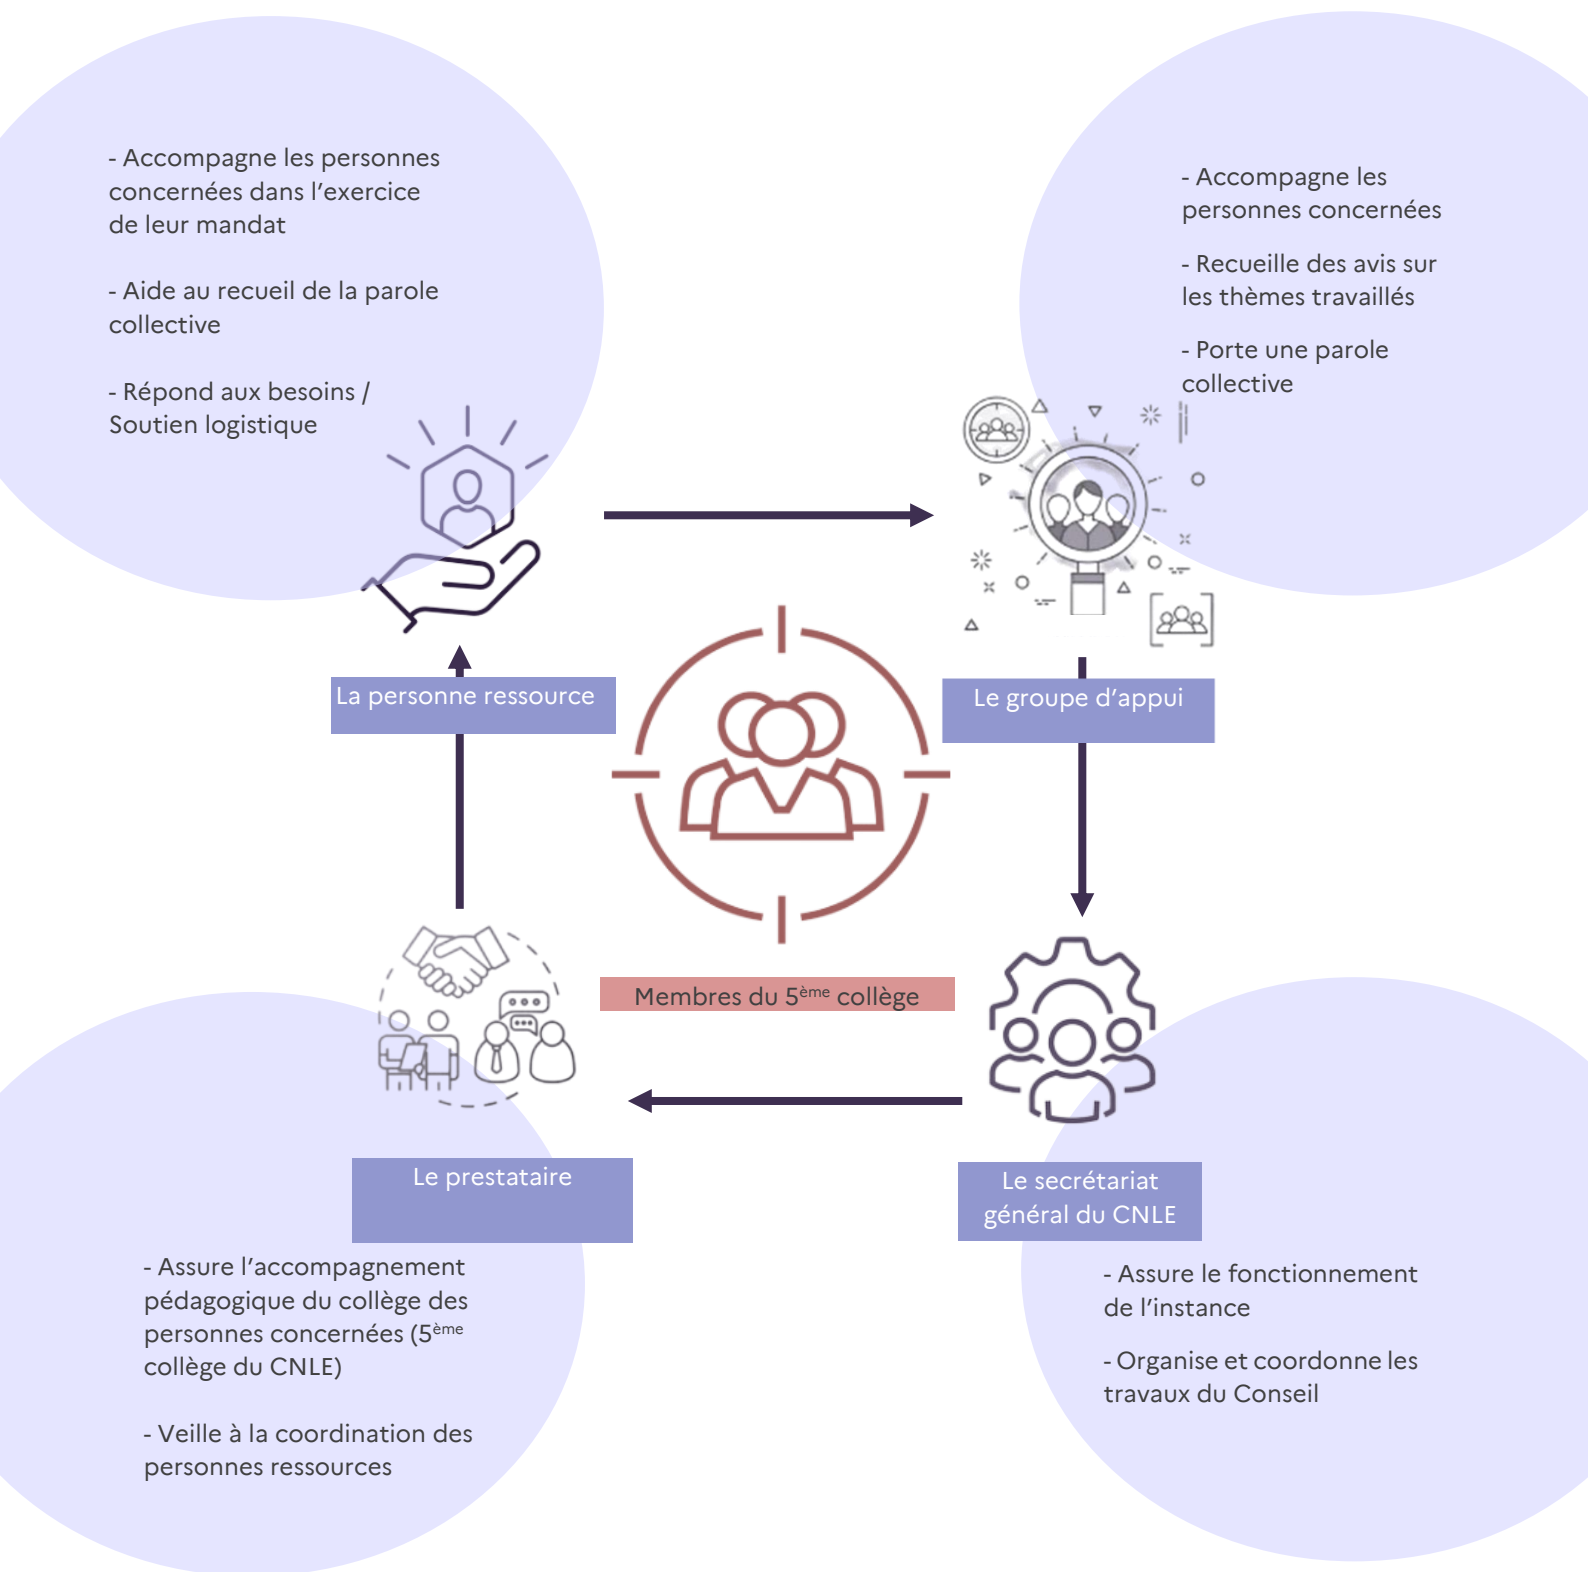 - Accompagne les personnes
concernées dans l’exercice
de leur mandat
- Aide au recueil de la parole
collective
- Répond aux besoins /
Soutien logistique
- Accompagne les
personnes concernées
- Recueille des avis sur
les thèmes travaillés
- Porte une parole
collective
La personne ressource
Le groupe d’appui
Membres du 5ème collège
Le prestataire
Le secrétariat
général du CNLE
- Assure l’accompagnement
pédagogique du collège des
personnes concernées (5ème
collège du CNLE)
- Veille à la coordination des
personnes ressources
- Assure le fonctionnement
de l’instance
- Organise et coordonne les
travaux du Conseil